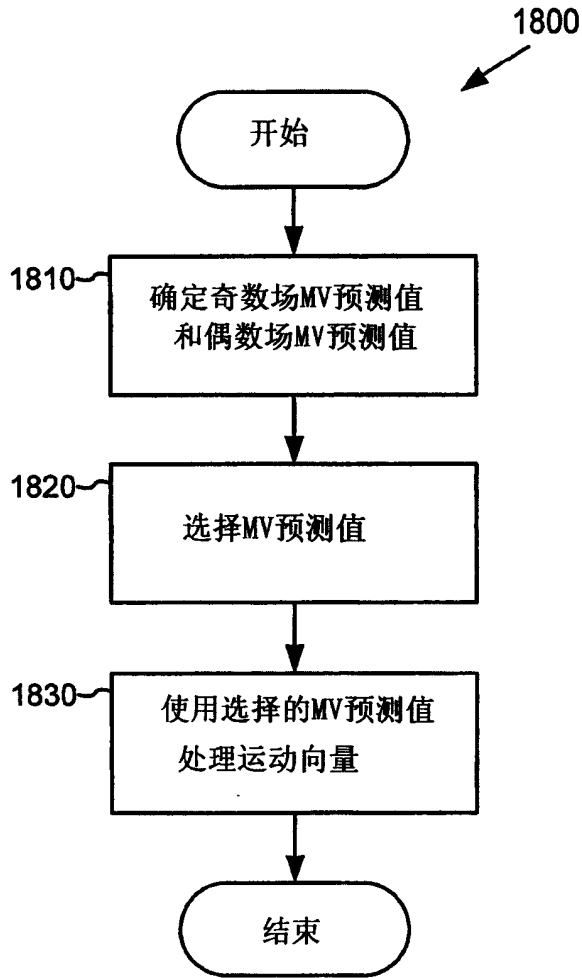 1800
开始
1810
确定奇数场MV预测值
和偶数场MV预测值
1820
选择MV预测值
1830
使用选择的MV预测值
处理运动向量
结束